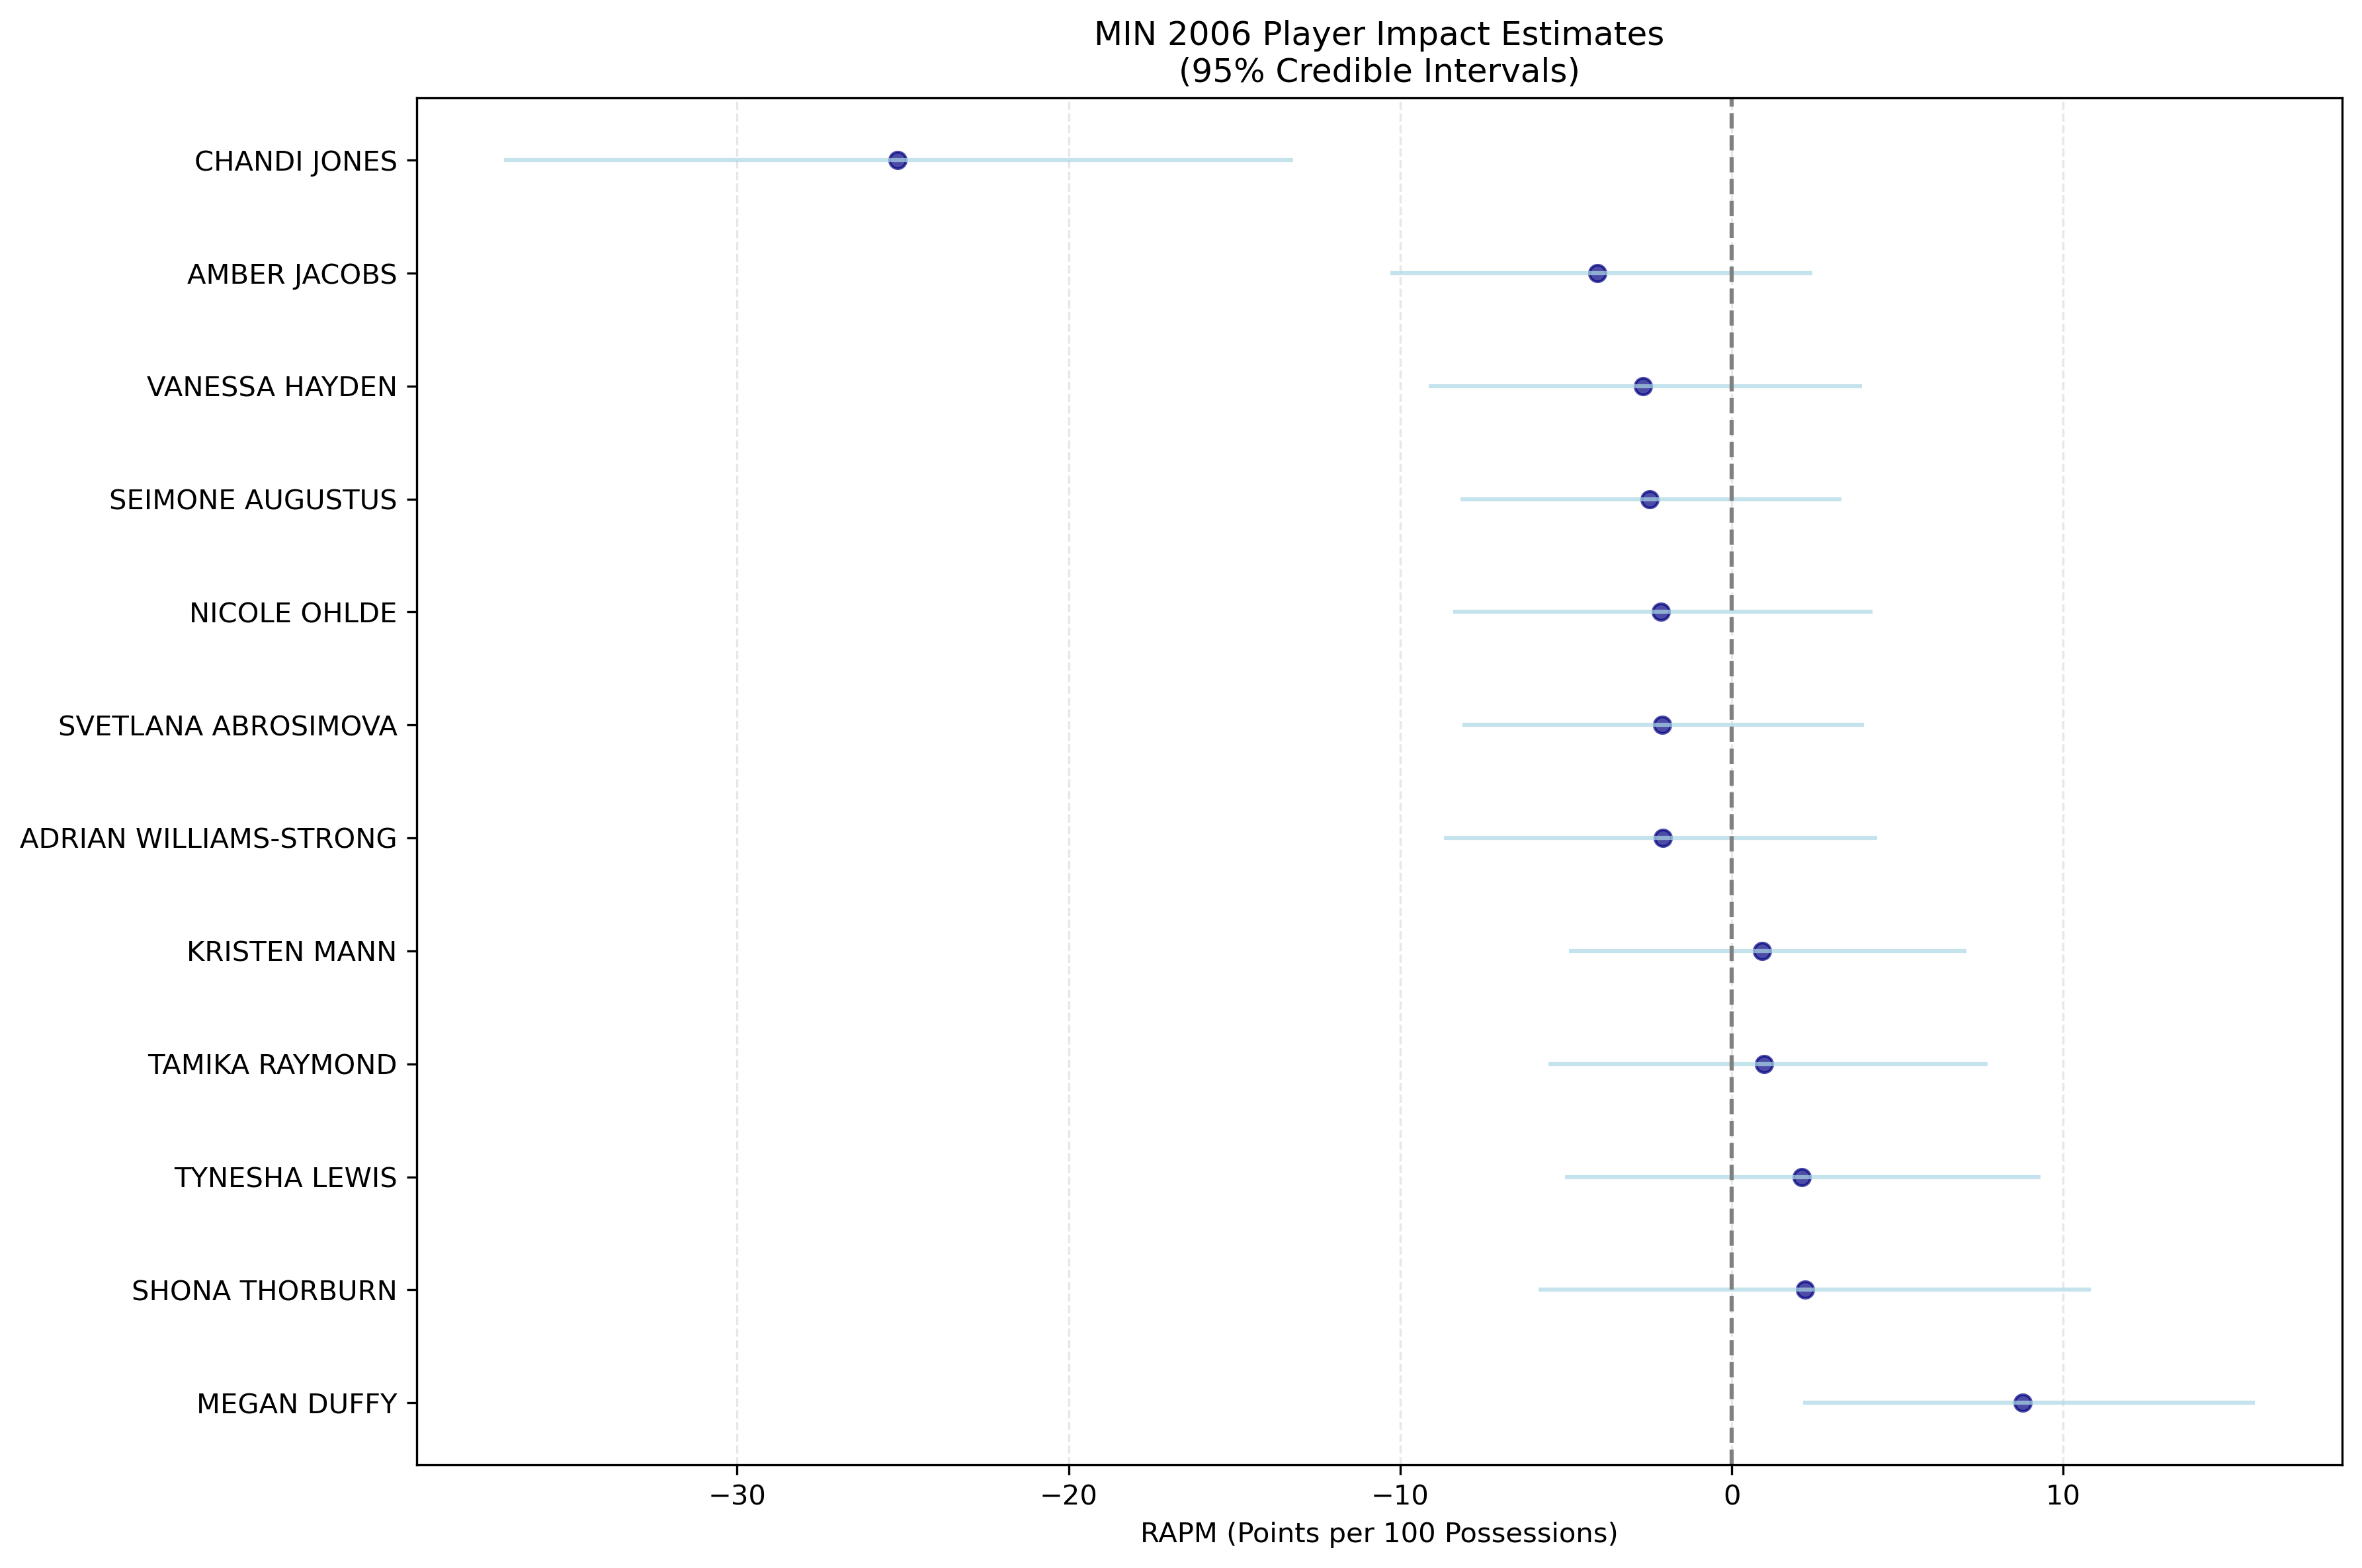 MIN 2006 Player Impact Estimates
(95% Credible Intervals)
CHANDI JONES
AMBER JACOBS
VANESSA HAYDEN
SEIMONE AUGUSTUS
NICOLE OHLDE
SVETLANA ABROSIMOVA
ADRIAN WILLIAMS-STRONG
KRISTEN MANN
TAMIKA RAYMOND
TYNESHA LEWIS
SHONA THORBURN
MEGAN DUFFY
−30 −20 −10 0 10
RAPM (Points per 100 Possessions)